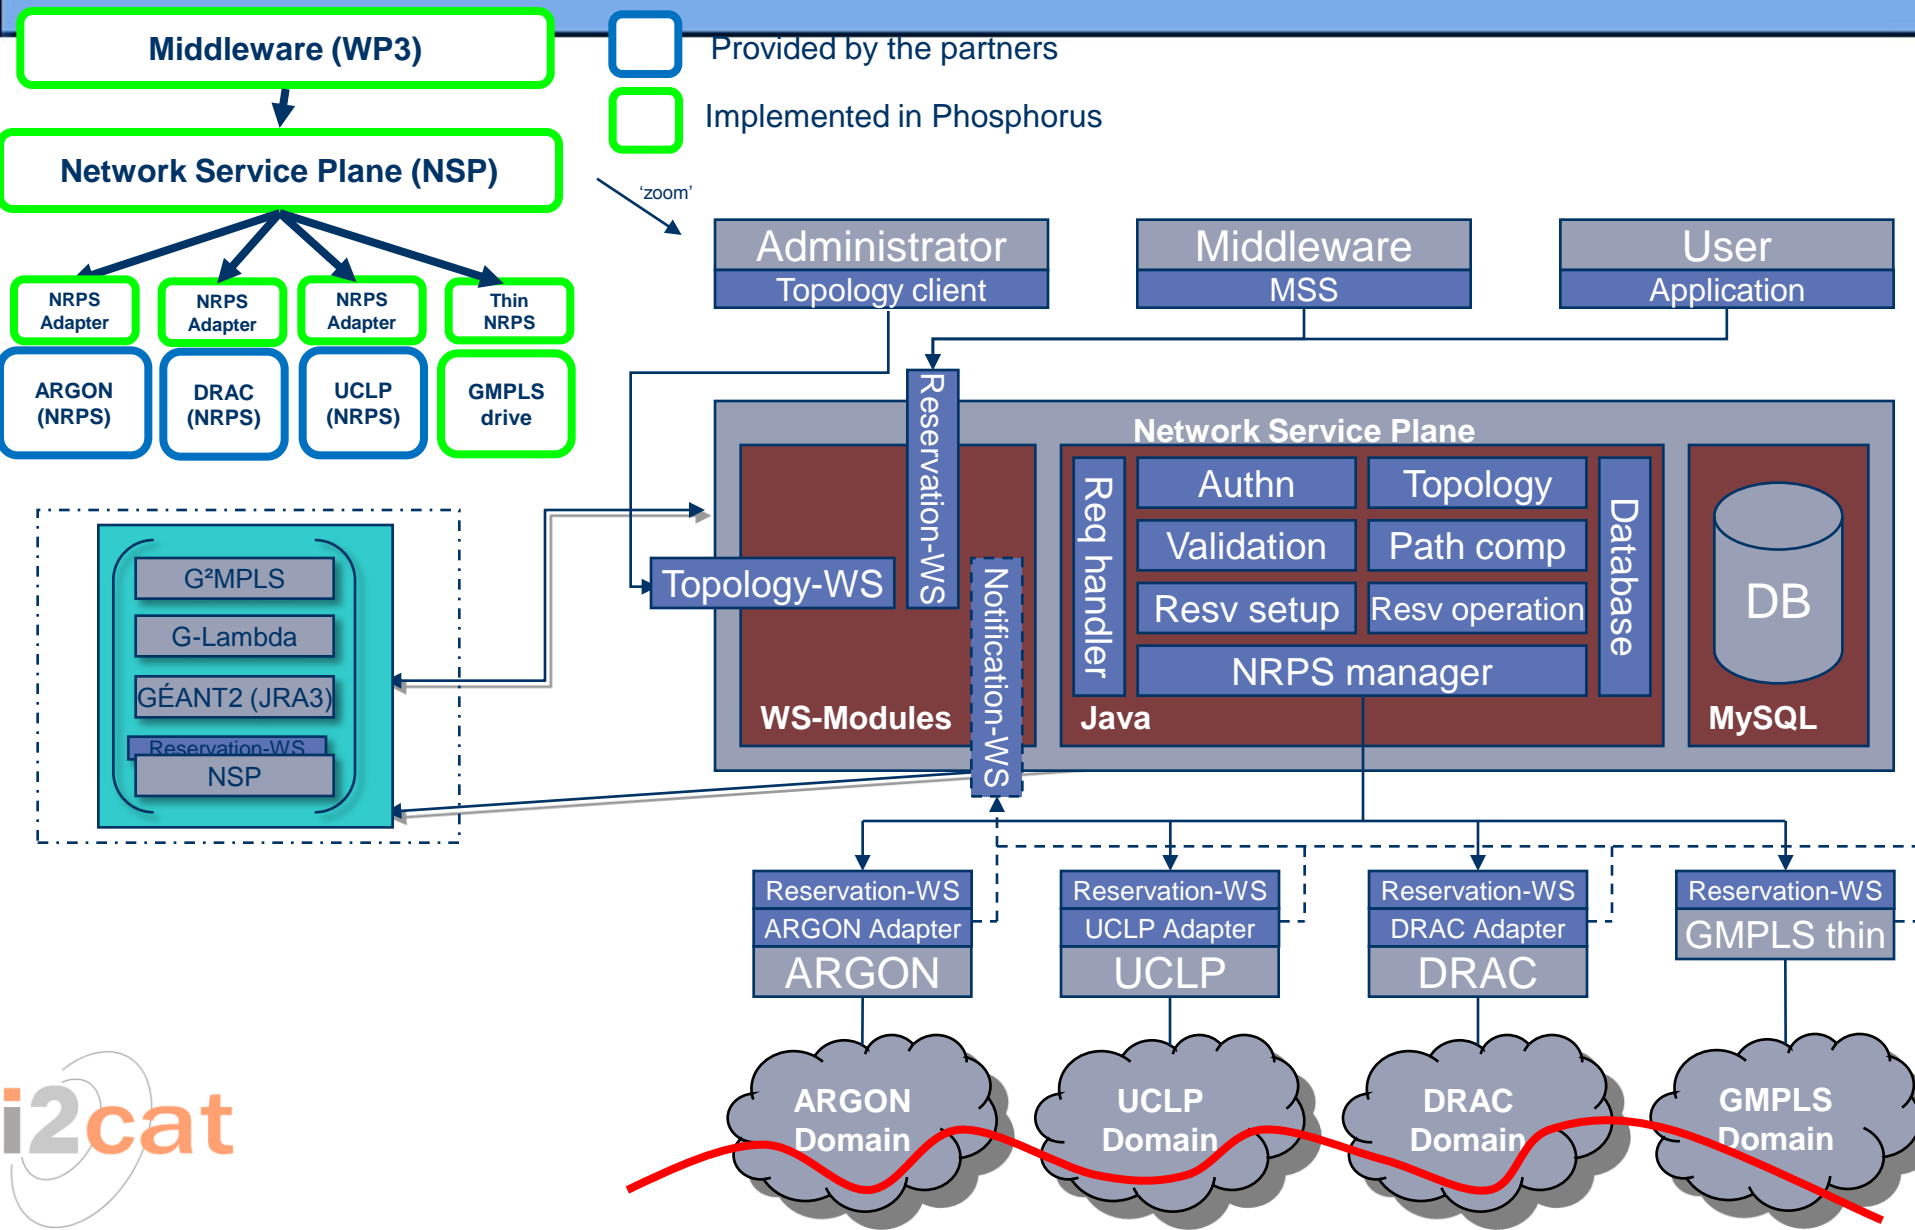 Middleware (WP3)
Provided by the partners
Implemented in Phosphorus
Network Service Plane (NSP)
'zoom'
NRPS
Adapter
NRPS
Adapter
NRPS
Adapter
Thin
NRPS
ARGON
(NRPS)
DRAC
(NRPS)
UCLP
(NRPS)
GMPLS
drive
Administrator
Topology client
Middleware
MSS
User
Application
Network Service Plane
Reservation-WS
Topology-WS
Notification-WS
WS-Modules
Req handler
Authn
Topology
Validation
Path comp
Resv setup
Resv operation
NRPS manager
Database
Java
DB
MySQL
G²MPLS
G-Lambda
GÉANT2 (JRA3)
Reservation-WS
NSP
Reservation-WS
ARGON Adapter
ARGON
Reservation-WS
UCLP Adapter
UCLP
Reservation-WS
DRAC Adapter
DRAC
Reservation-WS
GMPLS thin
ARGON
Domain
UCLP
Domain
DRAC
Domain
GMPLS
Domain
i2cat